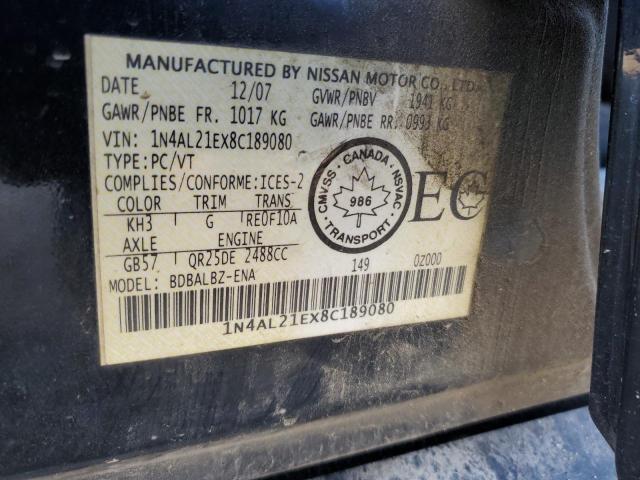 MANUFACTURED BY NISSAN MOTOR CO., LTD.
DATE 12/07 GVWR/PNBV 1941 KG
GAWR/PNBE FR. 1017 KG GAWR/PNBE RR. 0993 KG
VIN: 1N4AL21EX8C189080
TYPE:PC/VT
COMPLIES/CONFORME:ICES-2
COLOR TRIM TRANS
KH3 G RE0F10A
AXLE ENGINE
GB57 QR25DE 2488CC
MODEL: BDBALBZ-ENA
CMVSS · CANADA · NSVAC
986
TRANSPORT
EC
149 0Z000
1N4AL21EX8C189080